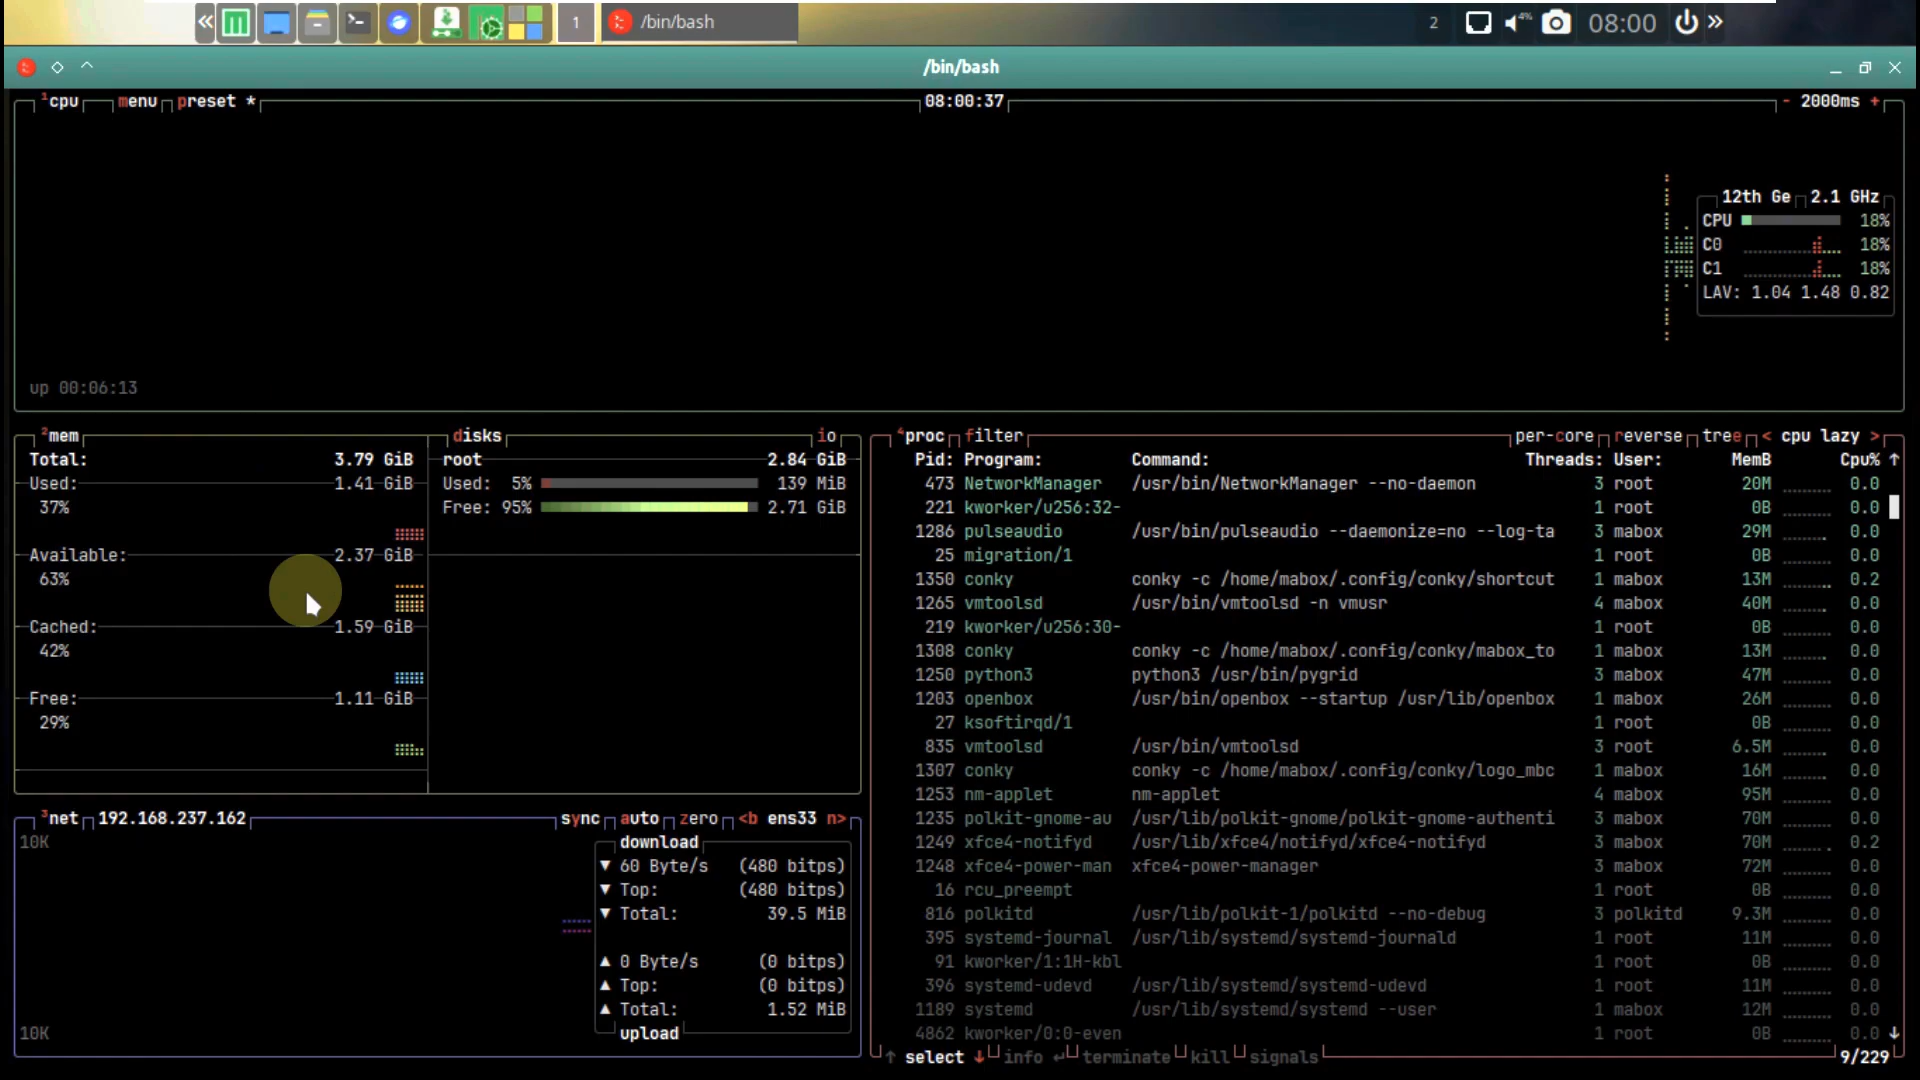 1 /bin/bash 2 4% 08:00
/bin/bash
¹cpu menu preset * 08:00:37 - 2000ms +
12th Ge 2.1 GHz
CPU 18%
C0 18%
C1 18%
LAV: 1.04 1.48 0.82
up 00:06:13
²mem
Total: 3.79 GiB
Used: 1.41 GiB
37%
Available: 2.37 GiB
63%
Cached: 1.59 GiB
42%
Free: 1.11 GiB
29%
disks io
root 2.84 GiB
Used: 5% 139 MiB
Free: 95% 2.71 GiB
³net 192.168.237.162 sync auto zero <b ens33 n>
10K
download
▼ 60 Byte/s (480 bitps)
▼ Top: (480 bitps)
▼ Total: 39.5 MiB
▲ 0 Byte/s (0 bitps)
▲ Top: (0 bitps)
▲ Total: 1.52 MiB
10K
upload
⁴proc filter per-core reverse tree < cpu lazy >
Pid: Program: Command: Threads: User: MemB Cpu% ↑
473 NetworkManager /usr/bin/NetworkManager --no-daemon 3 root 20M 0.0
221 kworker/u256:32- 1 root 0B 0.0
1286 pulseaudio /usr/bin/pulseaudio --daemonize=no --log-ta 3 mabox 29M 0.0
25 migration/1 1 root 0B 0.0
1350 conky conky -c /home/mabox/.config/conky/shortcut 1 mabox 13M 0.2
1265 vmtoolsd /usr/bin/vmtoolsd -n vmusr 4 mabox 40M 0.0
219 kworker/u256:30- 1 root 0B 0.0
1308 conky conky -c /home/mabox/.config/conky/mabox_to 1 mabox 13M 0.0
1250 python3 python3 /usr/bin/pygrid 3 mabox 47M 0.0
1203 openbox /usr/bin/openbox --startup /usr/lib/openbox 1 mabox 26M 0.0
27 ksoftirqd/1 1 root 0B 0.0
835 vmtoolsd /usr/bin/vmtoolsd 3 root 6.5M 0.0
1307 conky conky -c /home/mabox/.config/conky/logo_mbc 1 mabox 16M 0.0
1253 nm-applet nm-applet 4 mabox 95M 0.0
1235 polkit-gnome-au /usr/lib/polkit-gnome/polkit-gnome-authenti 3 mabox 70M 0.0
1249 xfce4-notifyd /usr/lib/xfce4/notifyd/xfce4-notifyd 3 mabox 70M 0.2
1248 xfce4-power-man xfce4-power-manager 3 mabox 72M 0.0
16 rcu_preempt 1 root 0B 0.0
816 polkitd /usr/lib/polkit-1/polkitd --no-debug 3 polkitd 9.3M 0.0
395 systemd-journal /usr/lib/systemd/systemd-journald 1 root 11M 0.0
91 kworker/1:1H-kbl 1 root 0B 0.0
396 systemd-udevd /usr/lib/systemd/systemd-udevd 1 root 11M 0.0
1189 systemd /usr/lib/systemd/systemd --user 1 mabox 12M 0.0
4862 kworker/0:0-even 1 root 0B 0.0 ↓
↑ select ↓ info ↵ terminate kill signals 9/229